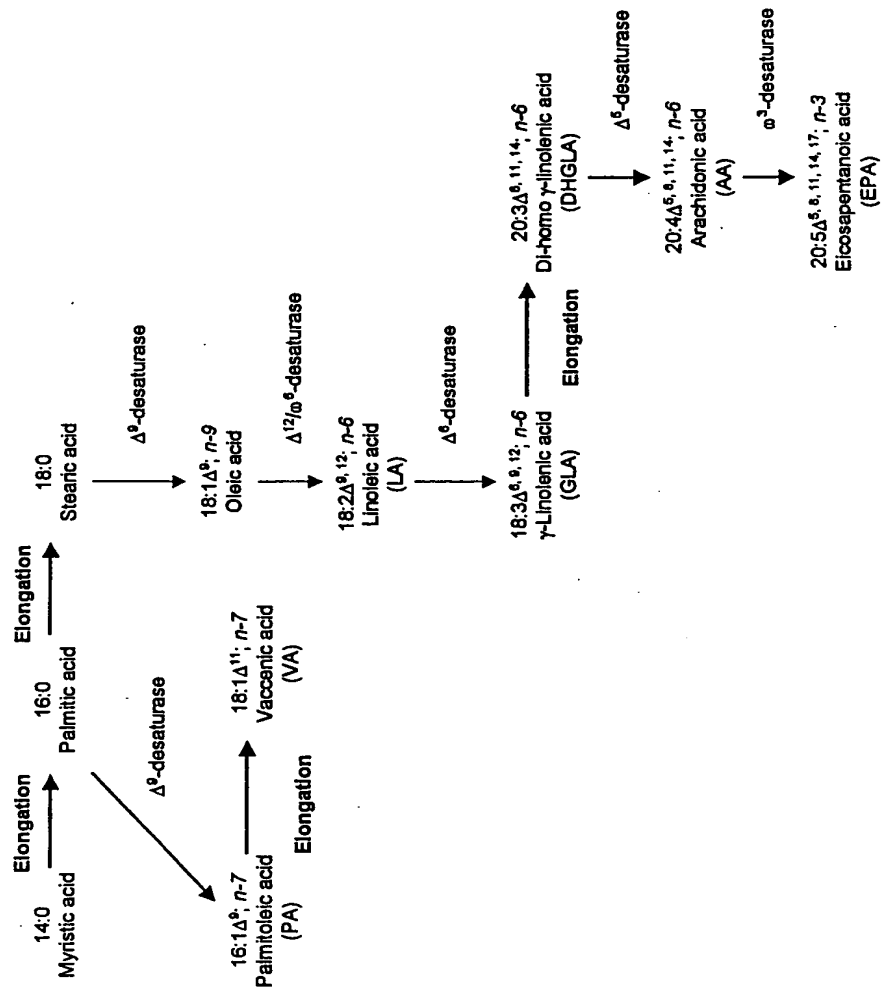 14:0
Myristic acid
Elongation
16:0
Palmitic acid
Elongation
18:0
Stearic acid
Δ⁹-desaturase
Δ⁹-desaturase
16:1Δ⁹; n-7
Palmitoleic acid
(PA)
Elongation
18:1Δ¹¹; n-7
Vaccenic acid
(VA)
18:1Δ⁹; n-9
Oleic acid
Δ¹²/ω⁶-desaturase
18:2Δ⁹, ¹²; n-6
Linoleic acid
(LA)
Δ⁶-desaturase
18:3Δ⁶, ⁹, ¹²; n-6
γ-Linolenic acid
(GLA)
Elongation
20:3Δ⁸, ¹¹, ¹⁴; n-6
Di-homo γ-linolenic acid
(DHGLA)
Δ⁵-desaturase
20:4Δ⁵, ⁸, ¹¹, ¹⁴; n-6
Arachidonic acid
(AA)
ω³-desaturase
20:5Δ⁵, ⁸, ¹¹, ¹⁴, ¹⁷; n-3
Eicosapentanoic acid
(EPA)